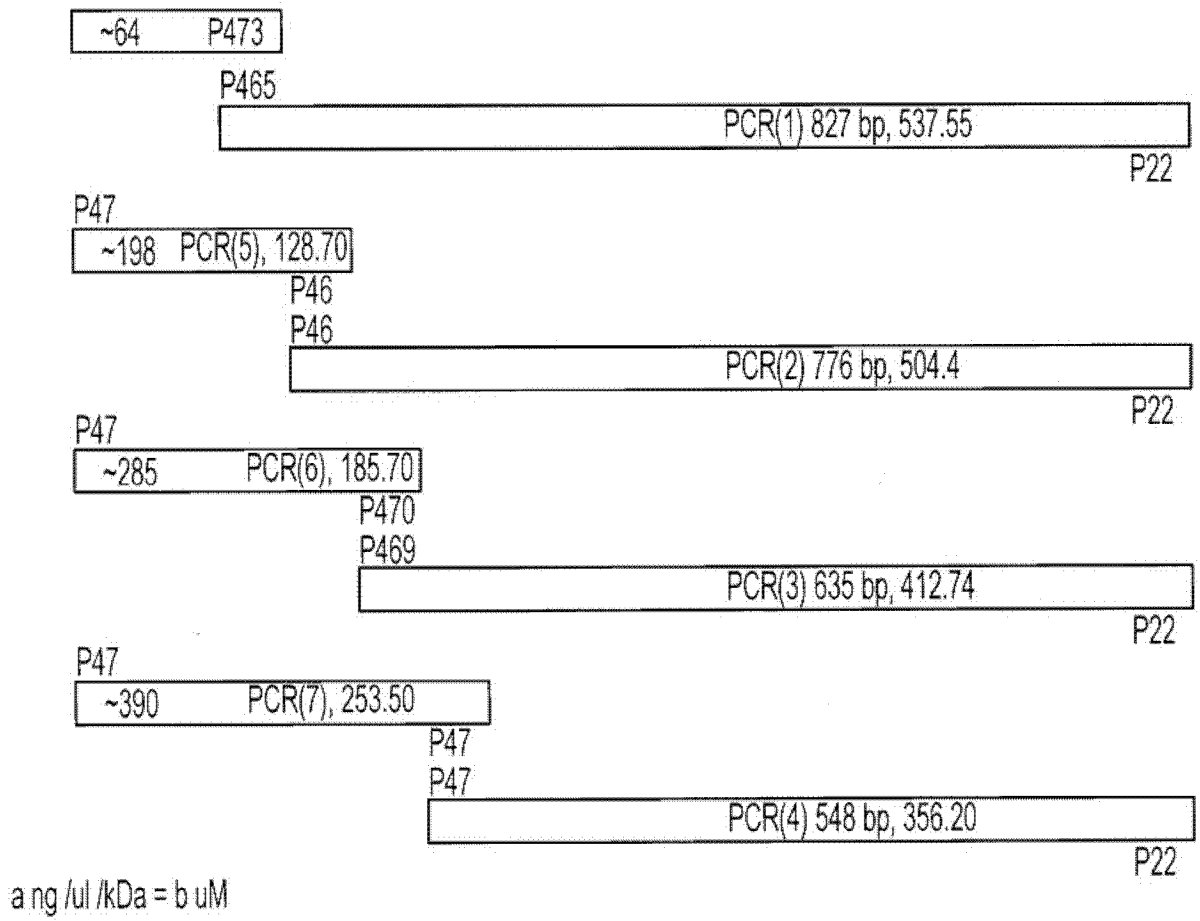 ~64 P473
P465
PCR(1) 827 bp, 537.55
P22
P47
~198 PCR(5), 128.70
P46
P46
PCR(2) 776 bp, 504.4
P22
P47
~285 PCR(6), 185.70
P470
P469
PCR(3) 635 bp, 412.74
P22
P47
~390 PCR(7), 253.50
P47
P47
PCR(4) 548 bp, 356.20
P22
a ng /ul /kDa = b uM